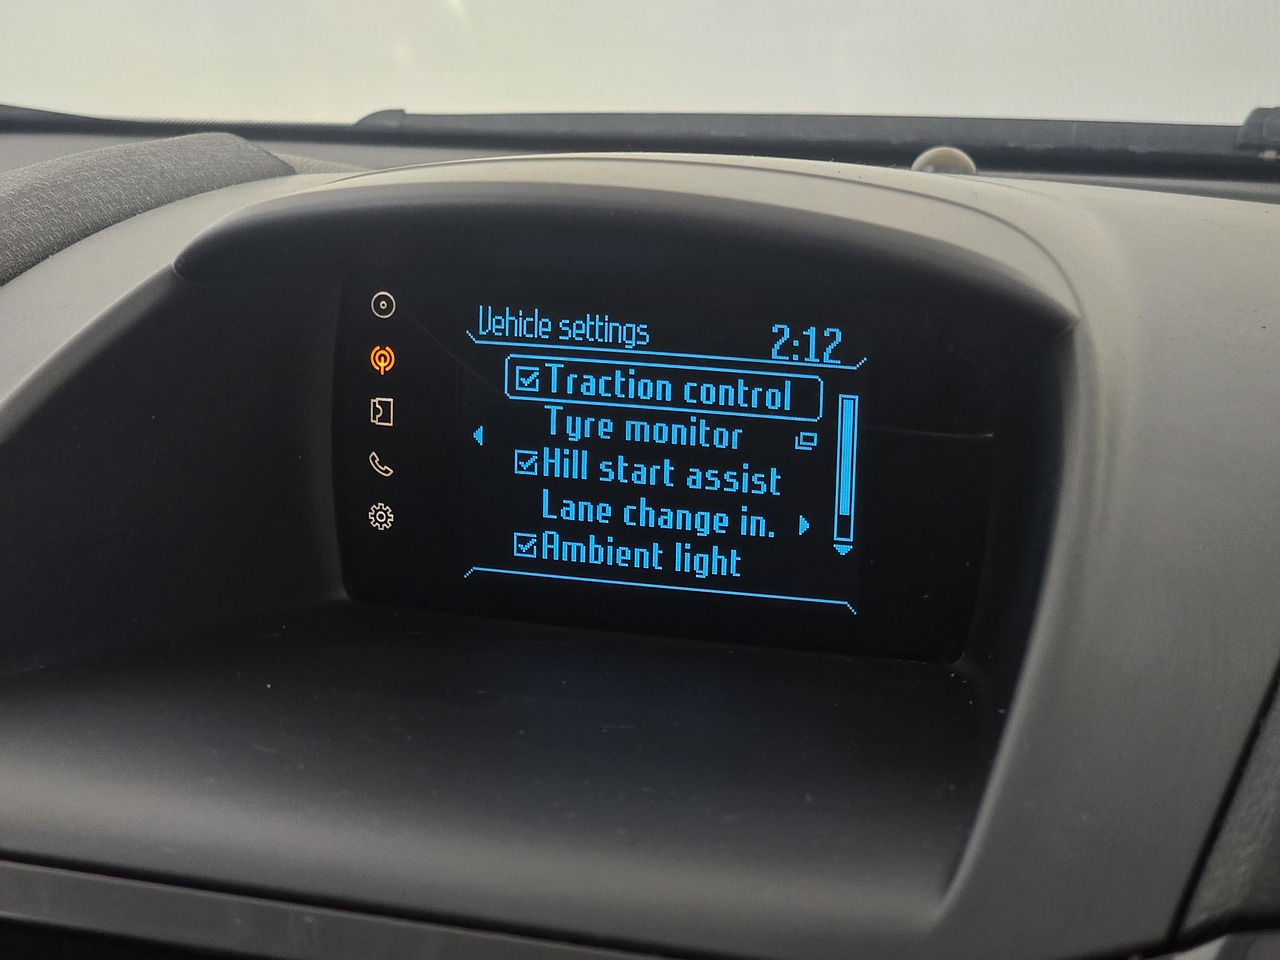 Vehicle settings 2:12
Traction control
Tyre monitor
Hill start assist
Lane change in.
Ambient light